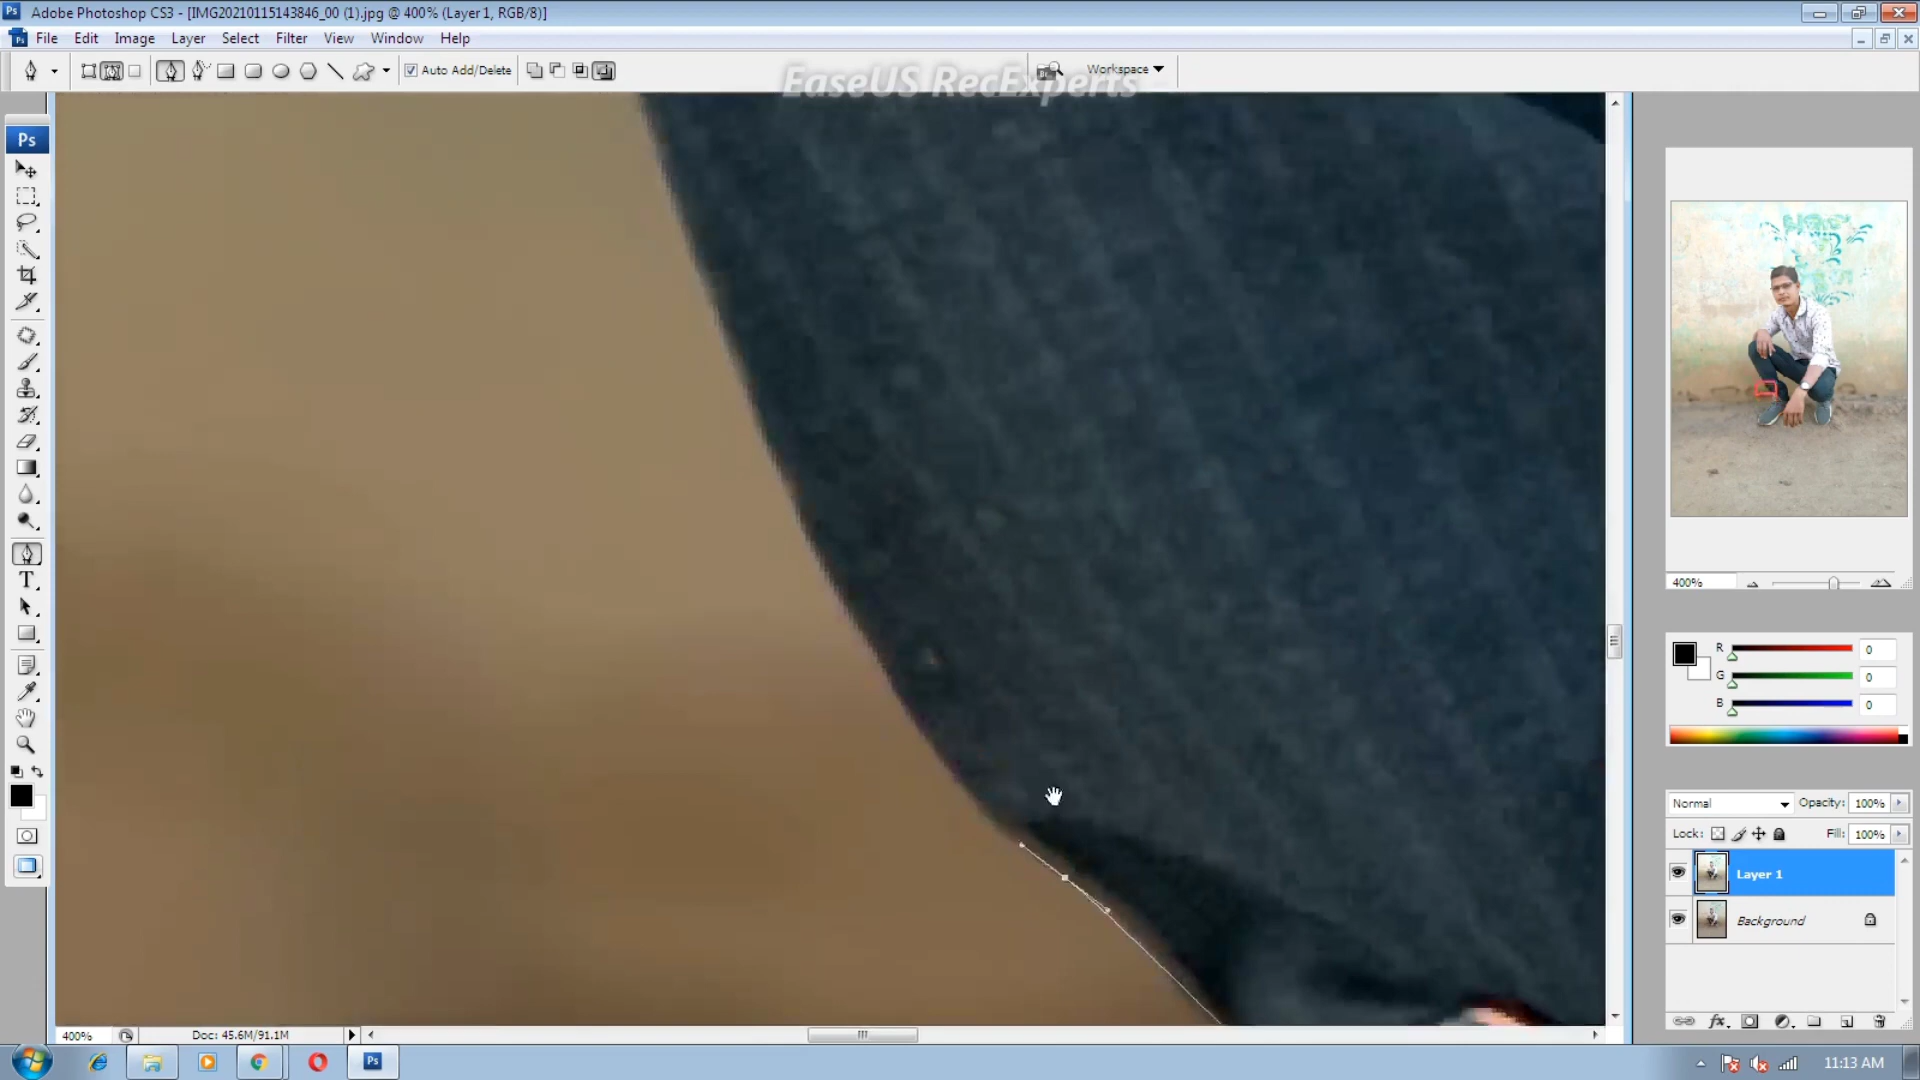 Adobe Photoshop CS3 - [IMG20210115143846_00 (1).jpg @ 400% (Layer 1, RGB/8)]
File Edit Image Layer Select Filter View Window Help
Auto Add/Delete
Workspace
EaseUS RecExperts
Ps
400%
R 0
G 0
B 0
Normal
Opacity: 100%
Lock:
Fill: 100%
Layer 1
Background
400%
Doc: 45.6M/91.1M
11:13 AM